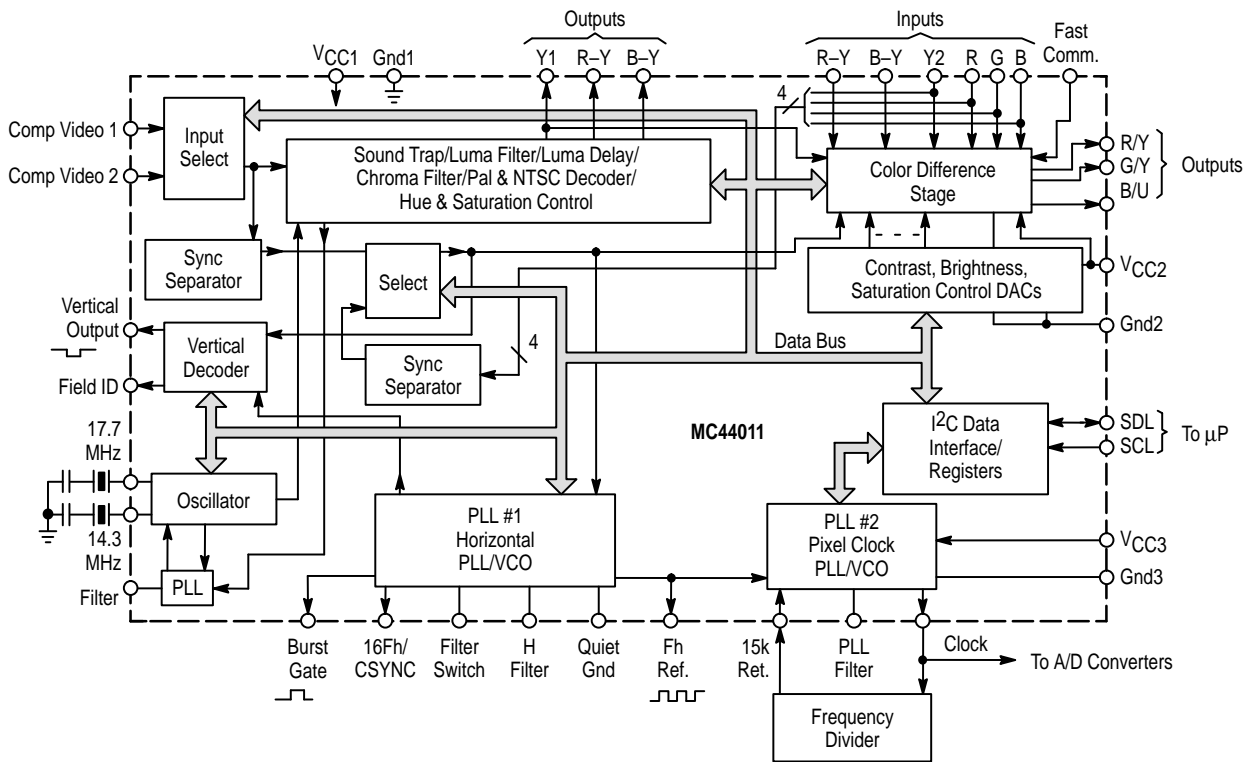 Outputs
Inputs
Fast
Comm.
VCC1
Gnd1
Y1
R–Y
B–Y
R–Y
B–Y
Y2
R
G
B
4
Comp Video 1
Comp Video 2
Input
Select
Sound Trap/Luma Filter/Luma Delay/
Chroma Filter/Pal & NTSC Decoder/
Hue & Saturation Control
Color Difference
Stage
R/Y
G/Y
B/U
Outputs
Sync
Separator
Select
Contrast, Brightness,
Saturation Control DACs
VCC2
Gnd2
Vertical
Output
Vertical
Decoder
Field ID
Sync
Separator
4
Data Bus
MC44011
I2C Data
Interface/
Registers
SDL
SCL
To µP
17.7
MHz
Oscillator
14.3
MHz
PLL
Filter
PLL #1
Horizontal
PLL/VCO
PLL #2
Pixel Clock
PLL/VCO
VCC3
Gnd3
Burst
Gate
16Fh/
CSYNC
Filter
Switch
H
Filter
Quiet
Gnd
Fh
Ref.
15k
Ret.
PLL
Filter
Clock
To A/D Converters
Frequency
Divider